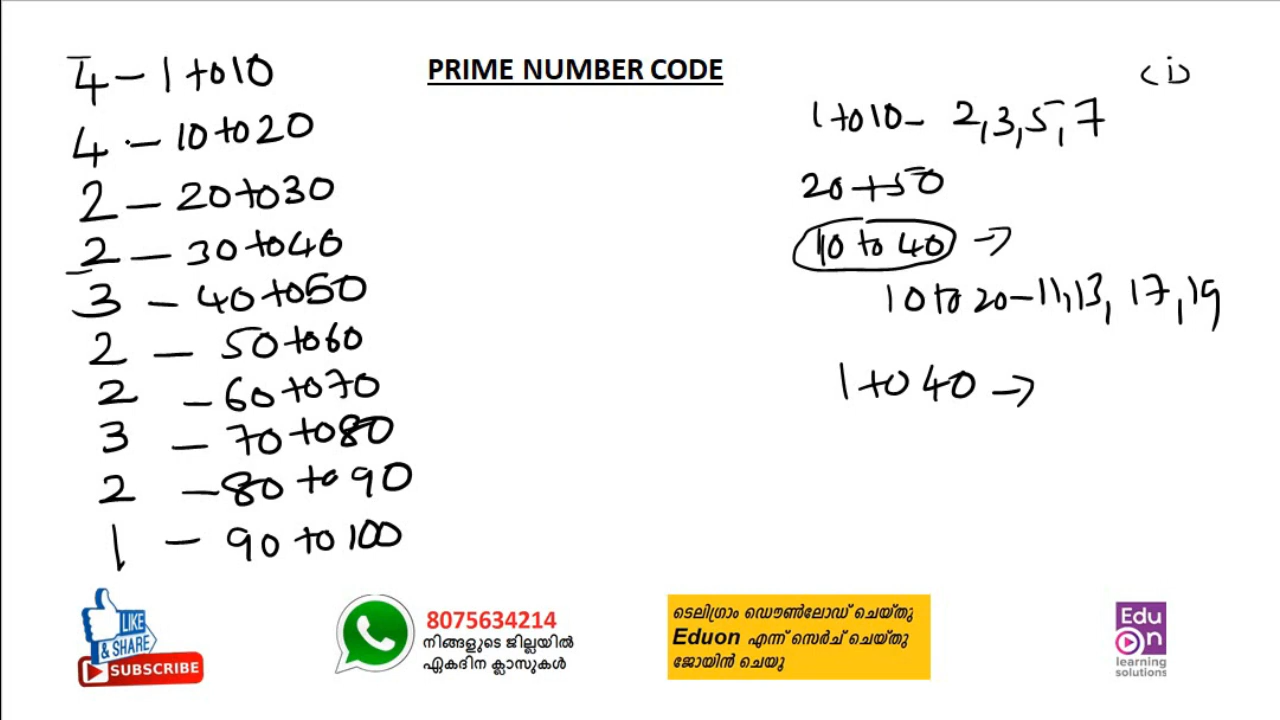 PRIME NUMBER CODE
4 - 1 to 10
4 - 10 to 20
2 - 20 to 30
2 - 30 to 40
3 - 40 to 50
2 - 50 to 60
2 - 60 to 70
3 - 70 to 80
2 - 80 to 90
1 - 90 to 100
(i)
1 to 10 - 2, 3, 5, 7
20 to 50
10 to 40 →
10 to 20 - 11, 13, 17, 19
1 to 40 →
LIKE
& SHARE
SUBSCRIBE
8075634214
നിങ്ങളുടെ ജില്ലയിൽ
ഏകദിന ക്ലാസുകൾ
ടെലിഗ്രാം ഡൌൺലോഡ് ചെയ്തു
Eduon എന്ന് സെർച് ചെയ്തു
ജോയിൻ ചെയൂ
Edu
On
learning
solutions